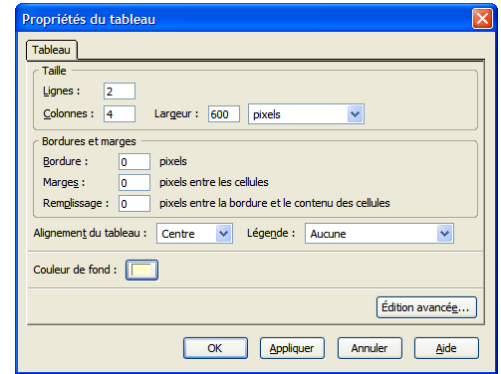 Propriétés du tableau
Tableau
Taille
Lignes : 2
Colonnes : 4 Largeur : 600 pixels
Bordures et marges
Bordure : 0 pixels
Marges : 0 pixels entre les cellules
Remplissage : 0 pixels entre la bordure et le contenu des cellules
Alignement du tableau : Centre Légende : Aucune
Couleur de fond :
Édition avancée...
OK Appliquer Annuler Aide